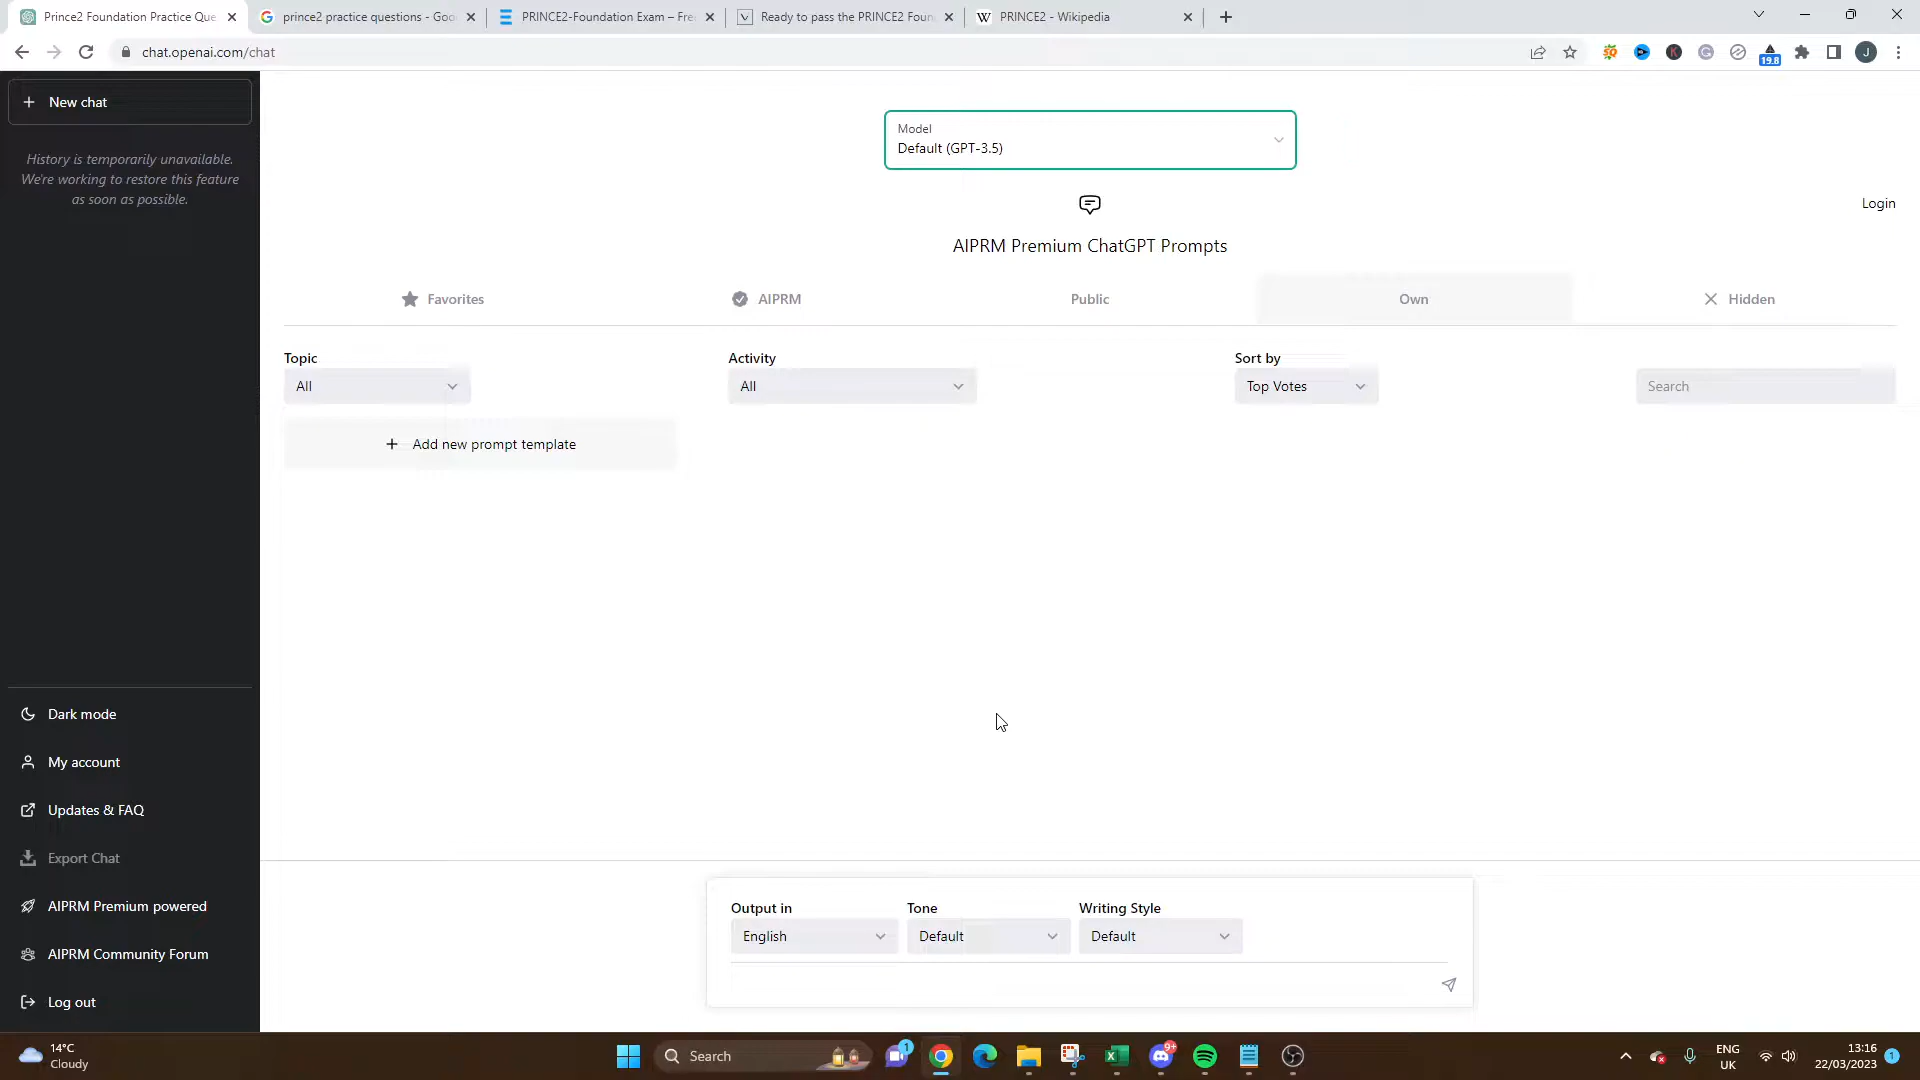 Prince2 Foundation Practice Que
prince2 practice questions - Goo
PRINCE2-Foundation Exam – Fre
Ready to pass the PRINCE2 Foun
PRINCE2 - Wikipedia
chat.openai.com/chat
19.8
J
New chat
History is temporarily unavailable.
We're working to restore this feature
as soon as possible.
Model
Default (GPT-3.5)
Login
AIPRM Premium ChatGPT Prompts
Favorites
AIPRM
Public
Own
Hidden
Topic
Activity
Sort by
All
All
Top Votes
Search
Add new prompt template
Dark mode
My account
Updates & FAQ
Export Chat
AIPRM Premium powered
AIPRM Community Forum
Log out
Output in
Tone
Writing Style
English
Default
Default
14°C
Cloudy
Search
1
9+
ENG
UK
13:16
22/03/2023
1